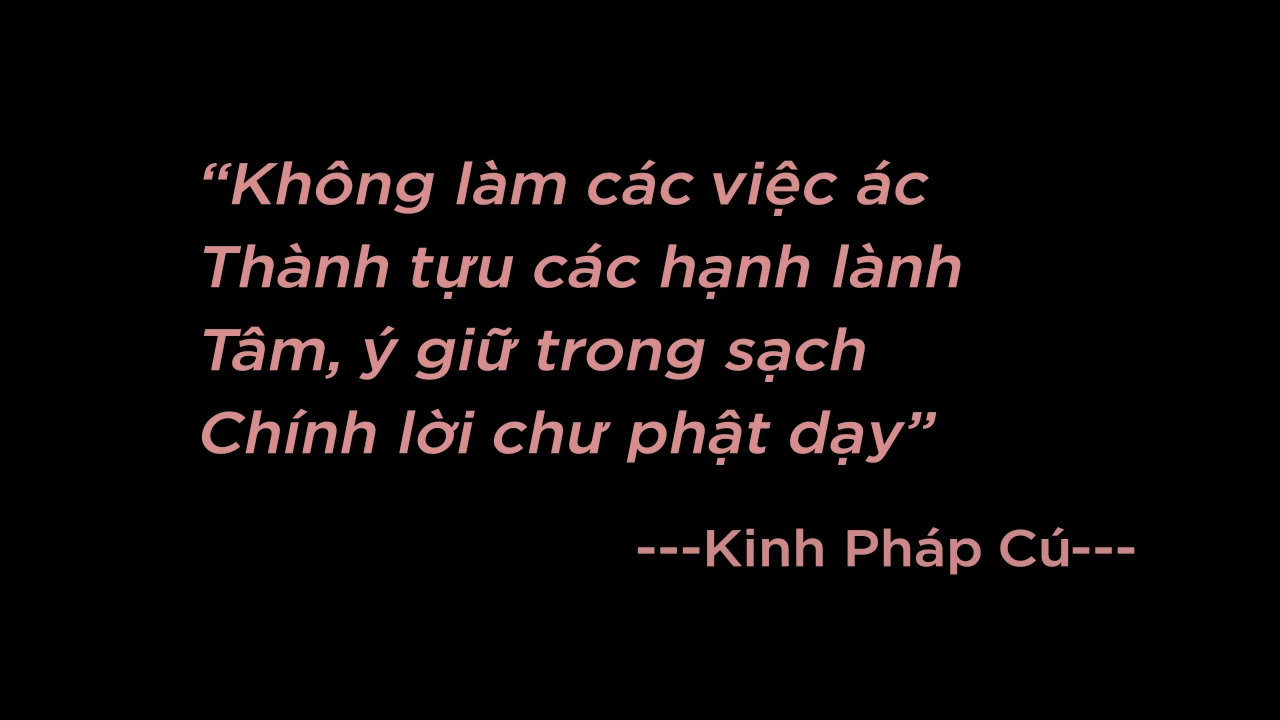 “Không làm các việc ác
Thành tựu các hạnh lành
Tâm, ý giữ trong sạch
Chính lời chư phật dạy”
---Kinh Pháp Cú---